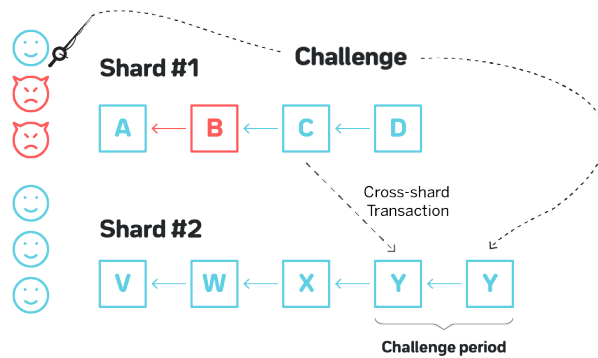 Challenge
Shard #1
A
B
C
D
Cross-shard
Transaction
Shard #2
V
W
X
Y
Y
Challenge period